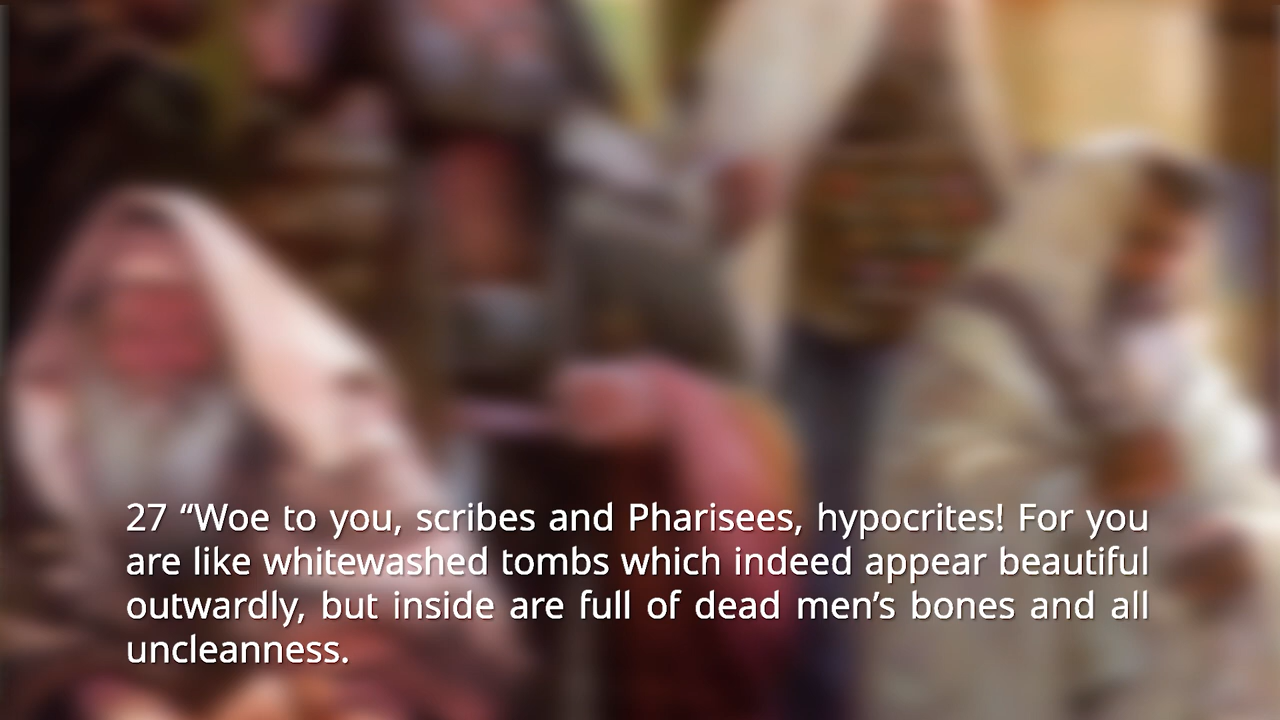 27 “Woe to you, scribes and Pharisees, hypocrites! For you
are like whitewashed tombs which indeed appear beautiful
outwardly, but inside are full of dead men’s bones and all
uncleanness.